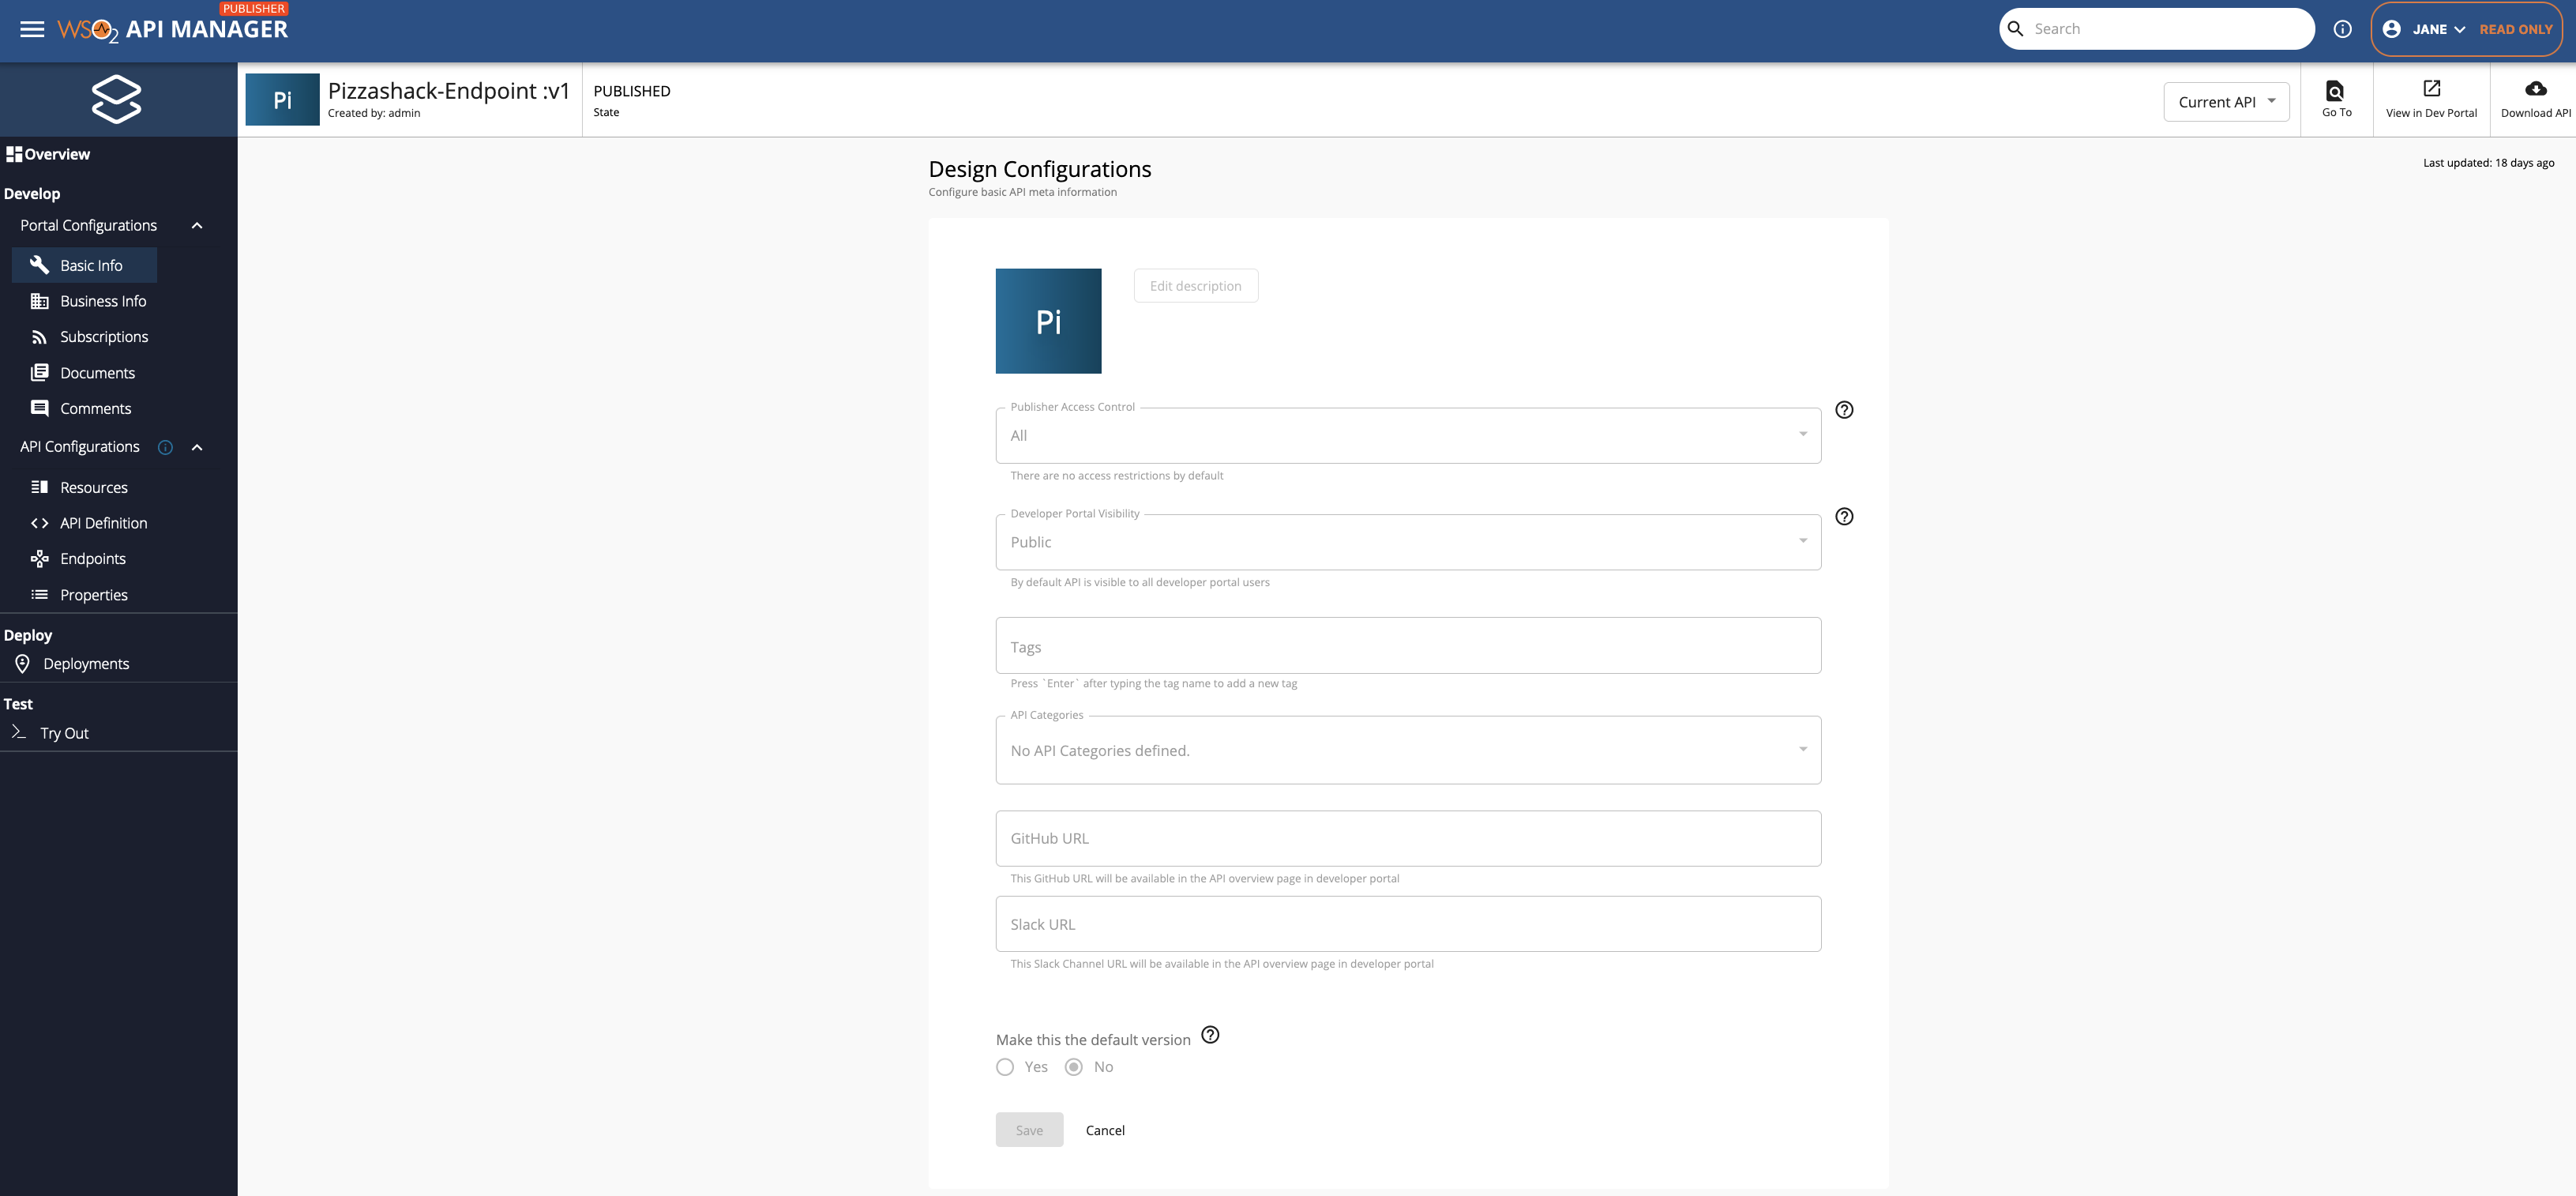 PUBLISHER
WSO2 API MANAGER
Search
JANE
READ ONLY
Pi
Pizzashack-Endpoint :v1
Created by: admin
PUBLISHED
State
Current API
Go To
View in Dev Portal
Download API
Overview
Develop
Portal Configurations
Basic Info
Business Info
Subscriptions
Documents
Comments
API Configurations
Resources
API Definition
Endpoints
Properties
Deploy
Deployments
Test
Try Out
Design Configurations
Configure basic API meta information
Last updated: 18 days ago
Pi
Edit description
Publisher Access Control
All
There are no access restrictions by default
Developer Portal Visibility
Public
By default API is visible to all developer portal users
Tags
Press `Enter` after typing the tag name to add a new tag
API Categories
No API Categories defined.
GitHub URL
This GitHub URL will be available in the API overview page in developer portal
Slack URL
This Slack Channel URL will be available in the API overview page in developer portal
Make this the default version
Yes
No
Save
Cancel